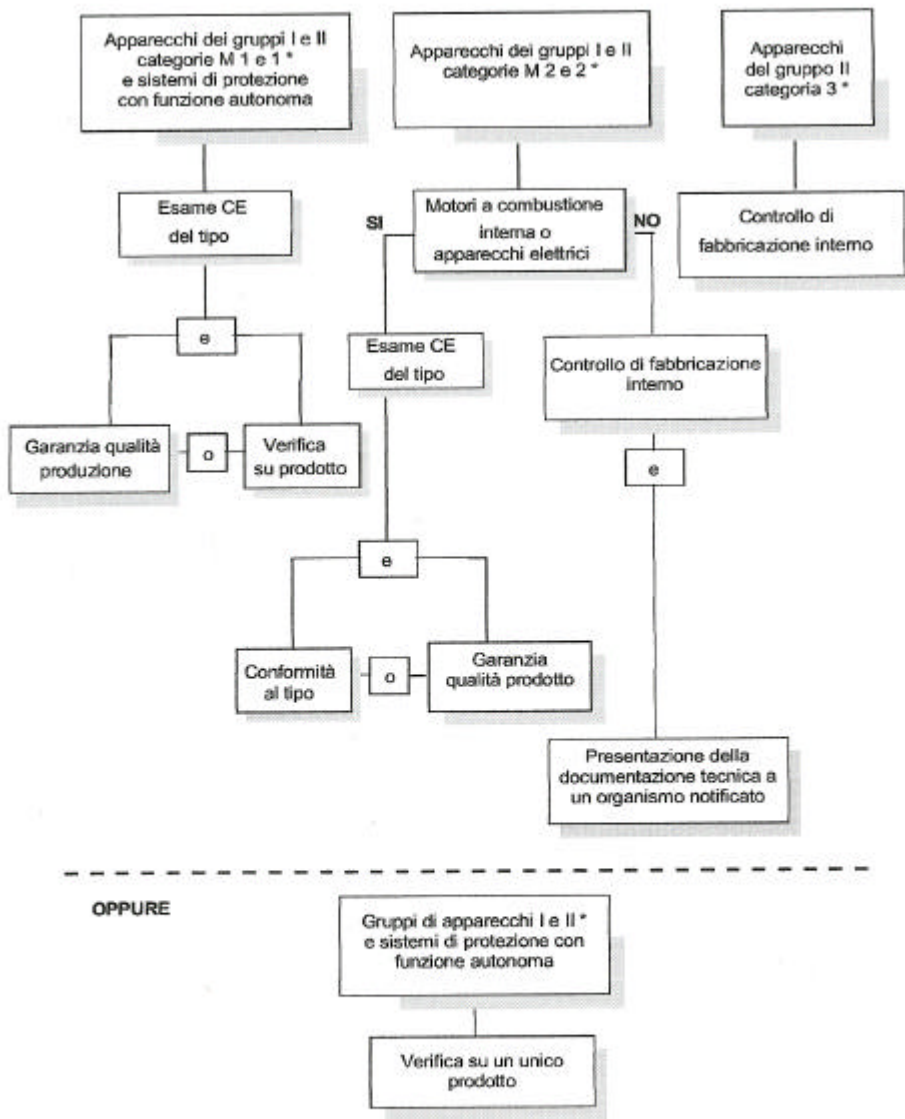 Apparecchi dei gruppi I e II
categorie M 1 e 1 *
e sistemi di protezione
con funzione autonoma
Apparecchi dei gruppi I e II
categorie M 2 e 2 *
Apparecchi
del gruppo II
categoria 3 *
Esame CE
del tipo
SI
Motori a combustione
interna o
apparecchi elettrici
NO
Controllo di
fabbricazione interno
e
Esame CE
del tipo
Controllo di fabbricazione
interno
Garanzia qualità
produzione
o
Verifica
su prodotto
e
e
Conformità
al tipo
o
Garanzia
qualità prodotto
Presentazione della
documentazione tecnica a
un organismo notificato
OPPURE
Gruppi di apparecchi I e II *
e sistemi di protezione con
funzione autonoma
Verifica su un unico
prodotto